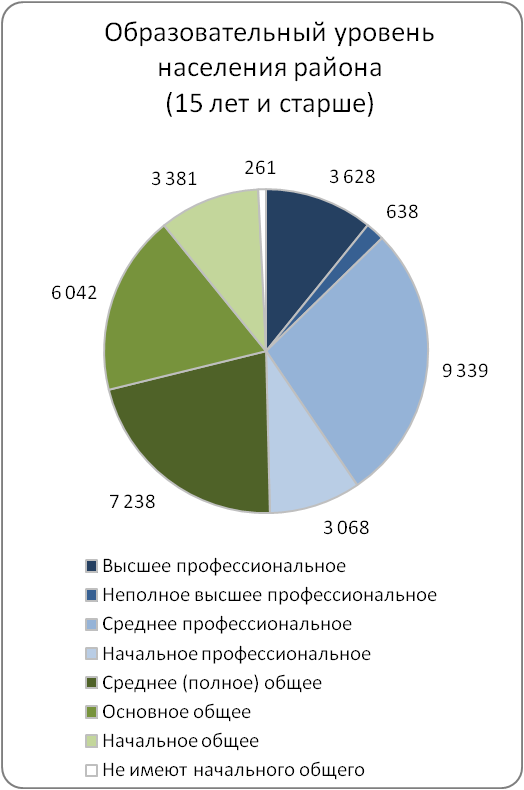 Образовательный уровень
населения района
(15 лет и старше)
261
3 628
3 381
638
6 042
9 339
7 238
3 068
Высшее профессиональное
Неполное высшее профессиональное
Среднее профессиональное
Начальное профессиональное
Среднее (полное) общее
Основное общее
Начальное общее
Не имеют начального общего